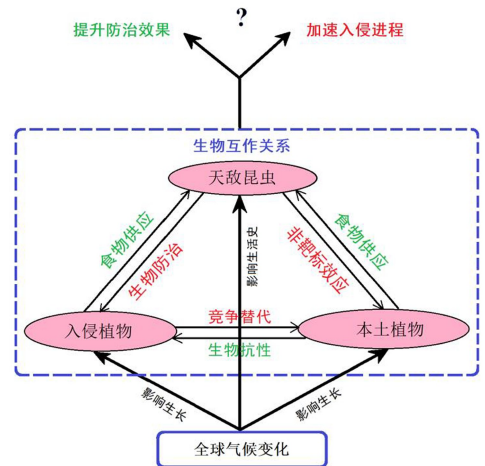 ?
提升防治效果
加速入侵进程
生物互作关系
天敌昆虫
食物供应
生物防治
影响生活史
非靶标效应
食物供应
入侵植物
竞争替代
生物抗性
本土植物
影响生长
影响生长
全球气候变化